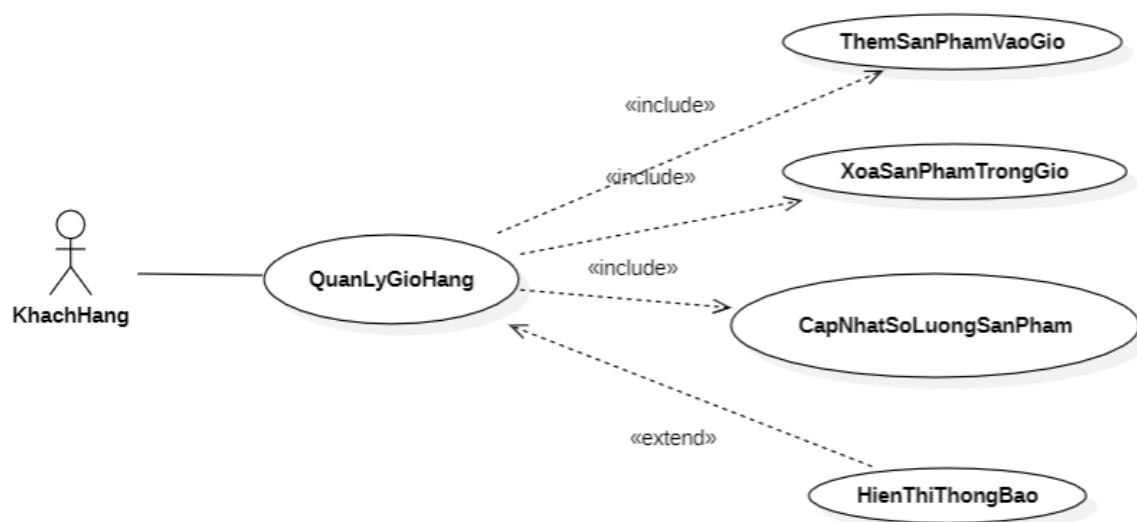 ThemSanPhamVaoGio
«include»
«include»
XoaSanPhamTrongGio
«include»
QuanLyGioHang
KhachHang
CapNhatSoLuongSanPham
«extend»
HienThiThongBao